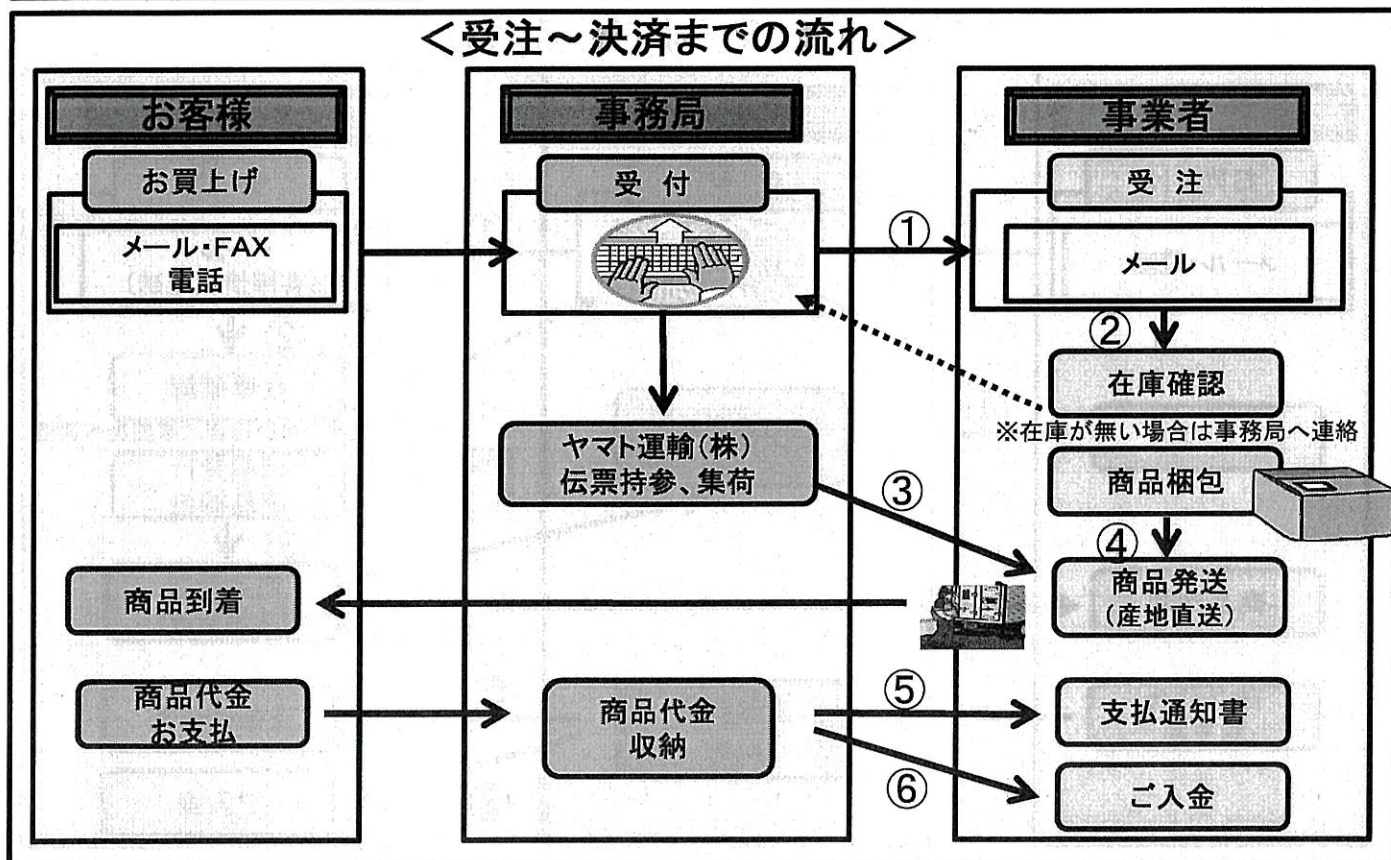 ＜受注～決済までの流れ＞
お客様
お買上げ
メール・FAX
電話
商品到着
商品代金
お支払
事務局
受 付
ヤマト運輸(株)
伝票持参、集荷
商品代金
収納
①
②
③
④
⑤
⑥
事業者
受 注
メール
在庫確認
※在庫が無い場合は事務局へ連絡
商品梱包
商品発送
(産地直送)
支払通知書
ご入金